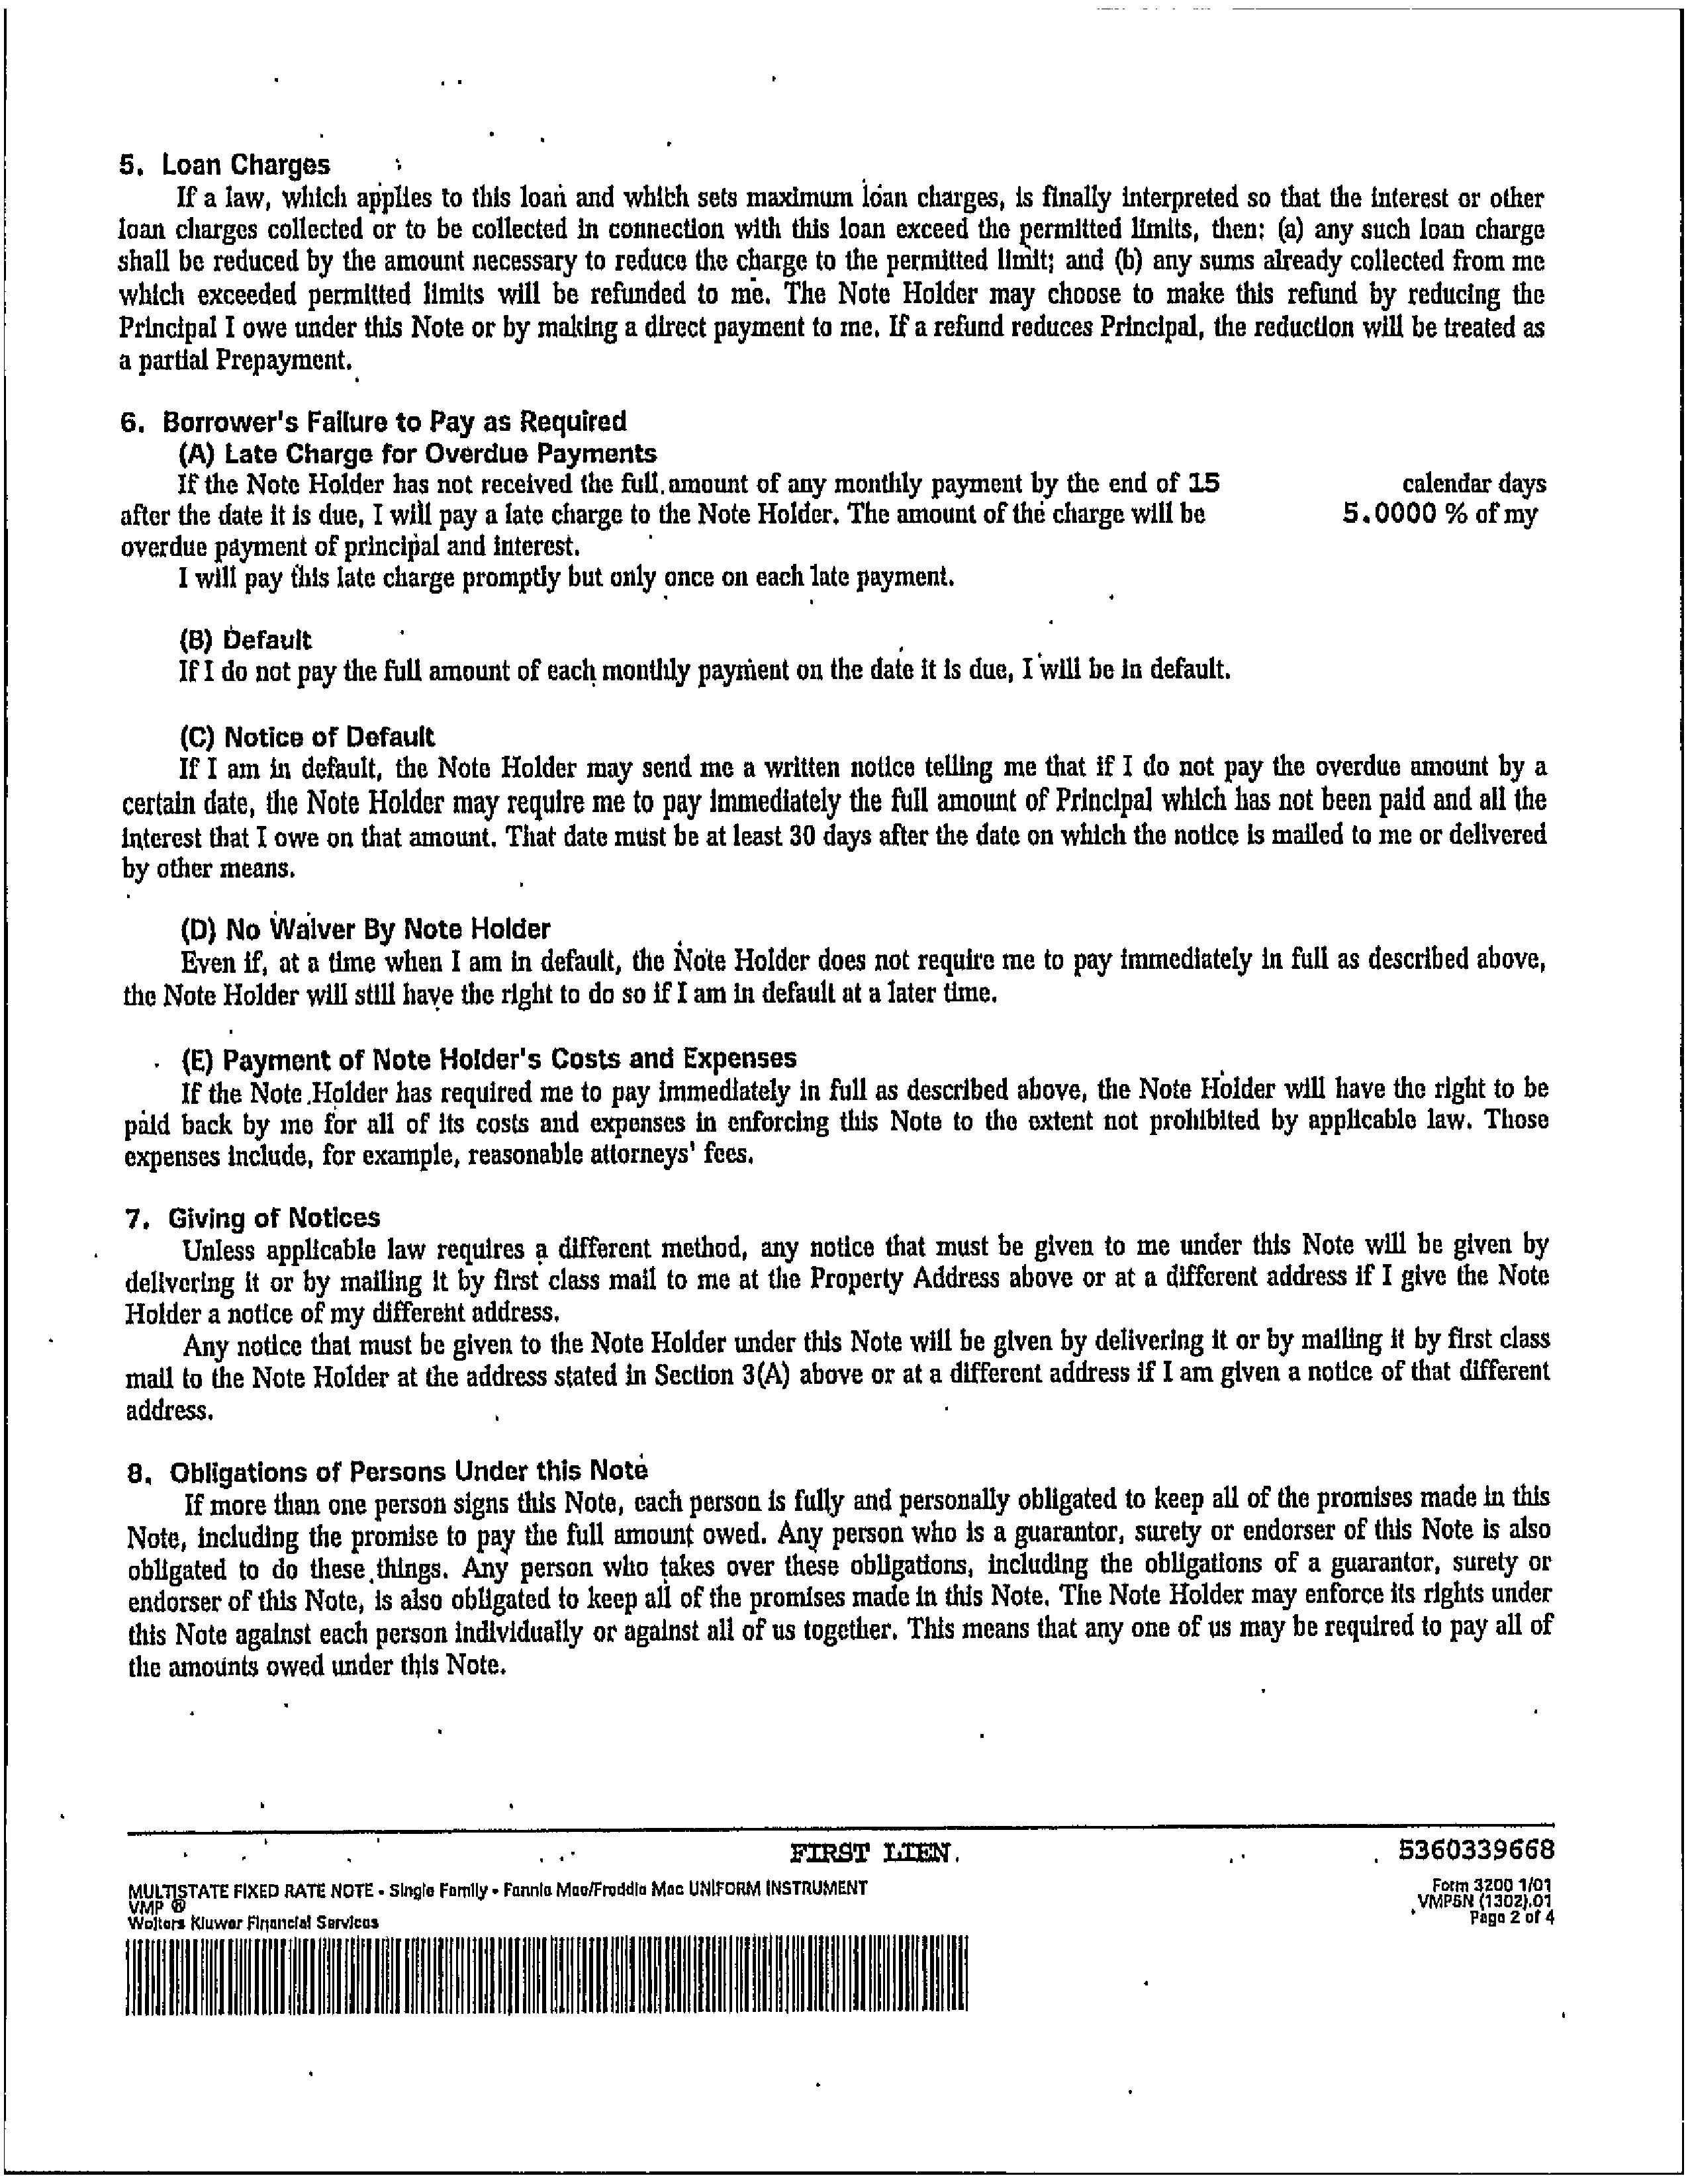 5. Loan Charges
If a law, which applies to this loan and which sets maximum loan charges, is finally interpreted so that the interest or other
loan charges collected or to be collected in connection with this loan exceed the permitted limits, then: (a) any such loan charge
shall be reduced by the amount necessary to reduce the charge to the permitted limit; and (b) any sums already collected from me
which exceeded permitted limits will be refunded to me. The Note Holder may choose to make this refund by reducing the
Principal I owe under this Note or by making a direct payment to me. If a refund reduces Principal, the reduction will be treated as
a partial Prepayment.
6. Borrower's Failure to Pay as Required
(A) Late Charge for Overdue Payments
If the Note Holder has not received the full amount of any monthly payment by the end of 15 calendar days
after the date it is due, I will pay a late charge to the Note Holder. The amount of the charge will be 5.0000 % of my
overdue payment of principal and interest.
I will pay this late charge promptly but only once on each late payment.
(B) Default
If I do not pay the full amount of each monthly payment on the date it is due, I will be in default.
(C) Notice of Default
If I am in default, the Note Holder may send me a written notice telling me that if I do not pay the overdue amount by a
certain date, the Note Holder may require me to pay immediately the full amount of Principal which has not been paid and all the
interest that I owe on that amount. That date must be at least 30 days after the date on which the notice is mailed to me or delivered
by other means.
(D) No Waiver By Note Holder
Even if, at a time when I am in default, the Note Holder does not require me to pay immediately in full as described above,
the Note Holder will still have the right to do so if I am in default at a later time.
(E) Payment of Note Holder's Costs and Expenses
If the Note Holder has required me to pay immediately in full as described above, the Note Holder will have the right to be
paid back by me for all of its costs and expenses in enforcing this Note to the extent not prohibited by applicable law. Those
expenses include, for example, reasonable attorneys' fees.
7. Giving of Notices
Unless applicable law requires a different method, any notice that must be given to me under this Note will be given by
delivering it or by mailing it by first class mail to me at the Property Address above or at a different address if I give the Note
Holder a notice of my different address.
Any notice that must be given to the Note Holder under this Note will be given by delivering it or by mailing it by first class
mail to the Note Holder at the address stated in Section 3(A) above or at a different address if I am given a notice of that different
address.
8. Obligations of Persons Under this Note
If more than one person signs this Note, each person is fully and personally obligated to keep all of the promises made in this
Note, including the promise to pay the full amount owed. Any person who is a guarantor, surety or endorser of this Note is also
obligated to do these things. Any person who takes over these obligations, including the obligations of a guarantor, surety or
endorser of this Note, is also obligated to keep all of the promises made in this Note. The Note Holder may enforce its rights under
this Note against each person individually or against all of us together. This means that any one of us may be required to pay all of
the amounts owed under this Note.
FIRST LIEN. 5360339668
MULTISTATE FIXED RATE NOTE - Single Family - Fannie Mae/Freddie Mac UNIFORM INSTRUMENT Form 3200 1/01
VMP ® VMP5N (1302).01
Wolters Kluwer Financial Services Page 2 of 4